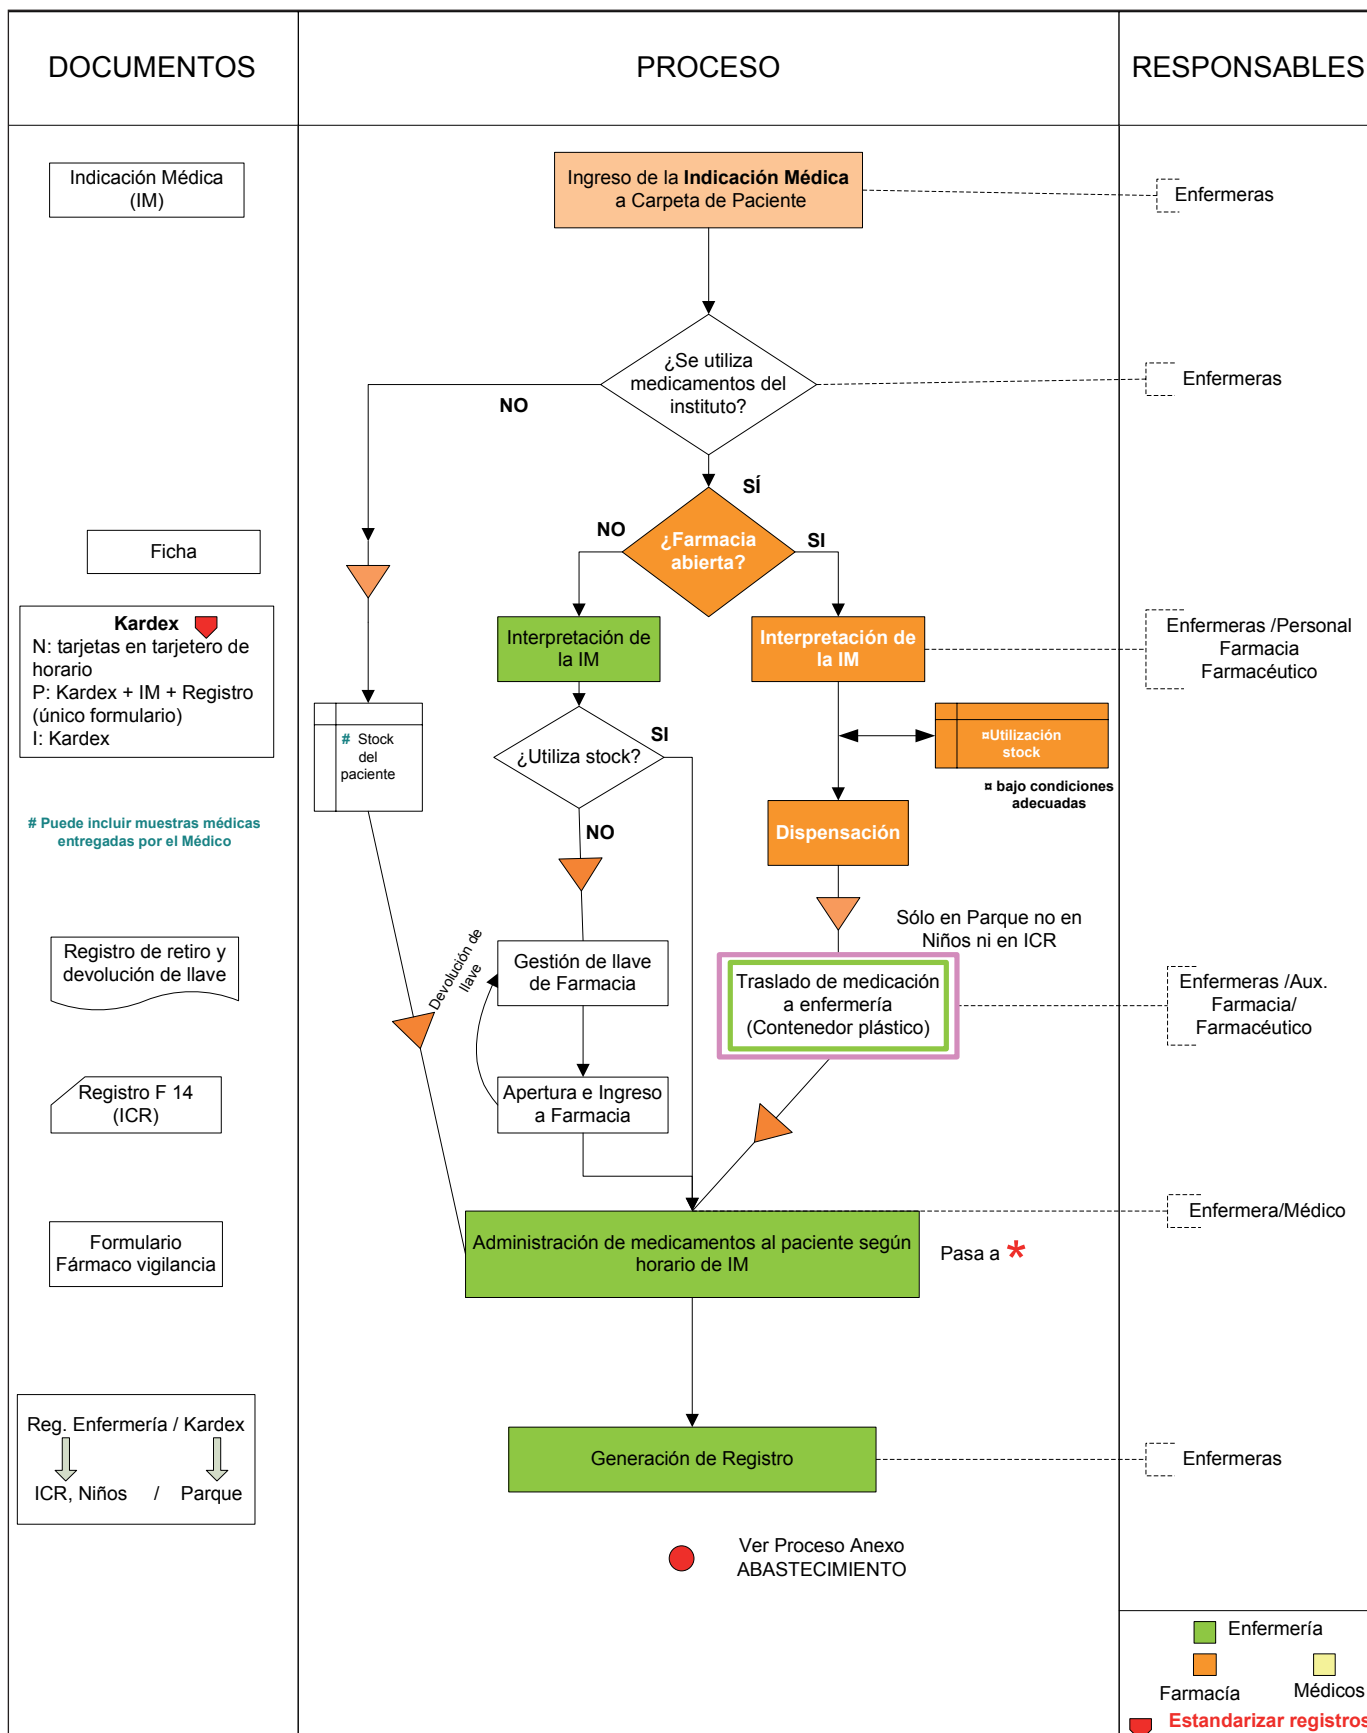 DOCUMENTOS
PROCESO
RESPONSABLES
Indicación Médica
(IM)
Ingreso de la Indicación Médica
a Carpeta de Paciente
Enfermeras
¿Se utiliza
medicamentos del
instituto?
Enfermeras
NO
SÍ
Ficha
NO
¿Farmacia
abierta?
SI
Kardex
N: tarjetas en tarjetero de
horario
P: Kardex + IM + Registro
(único formulario)
I: Kardex
Interpretación de
la IM
Interpretación de
la IM
Enfermeras /Personal
Farmacia
Farmacéutico
# Stock
del
paciente
¿Utiliza stock?
SI
NO
¤Utilización
stock
¤ bajo condiciones
adecuadas
# Puede incluir muestras médicas
entregadas por el Médico
Dispensación
Sólo en Parque no en
Niños ni en ICR
Registro de retiro y
devolución de llave
Devolución de
llave
Gestión de llave
de Farmacia
Traslado de medicación
a enfermería
(Contenedor plástico)
Enfermeras /Aux.
Farmacia/
Farmacéutico
Registro F 14
(ICR)
Apertura e Ingreso
a Farmacia
Formulario
Fármaco vigilancia
Administración de medicamentos al paciente según
horario de IM
Pasa a *
Enfermera/Médico
Reg. Enfermería / Kardex
ICR, Niños / Parque
Generación de Registro
Enfermeras
Ver Proceso Anexo
ABASTECIMIENTO
Enfermería
Farmacía
Médicos
Estandarizar registros